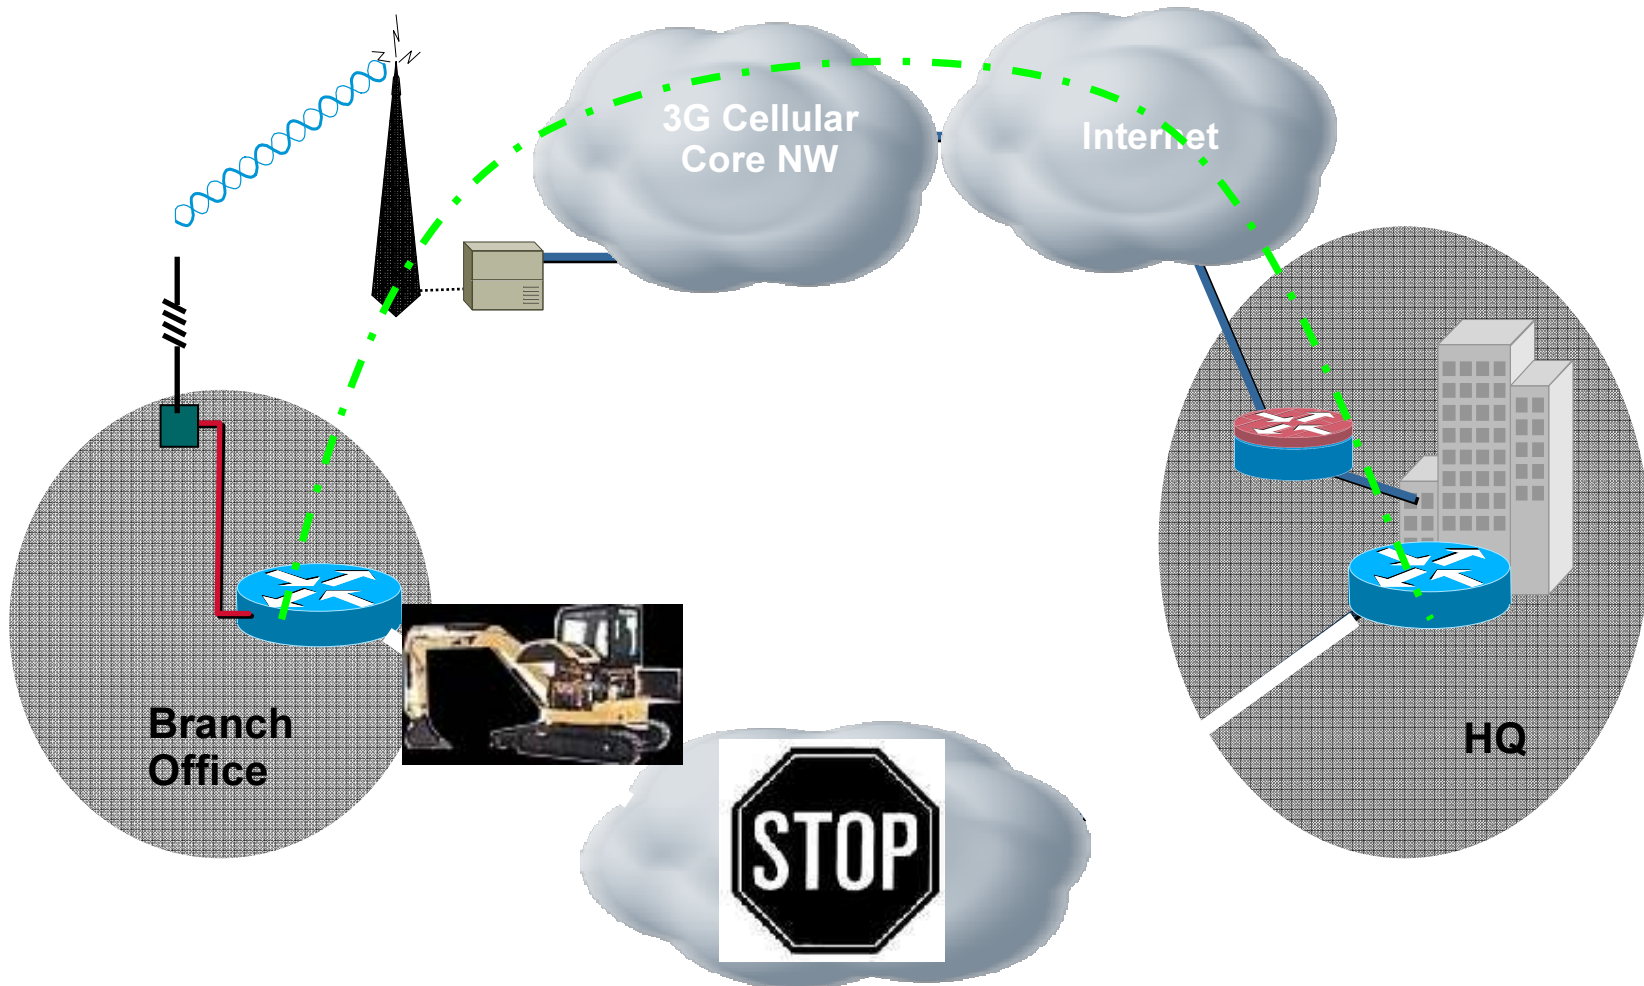 3G Cellular
Core NW
Internet
Branch
Office
HQ
STOP